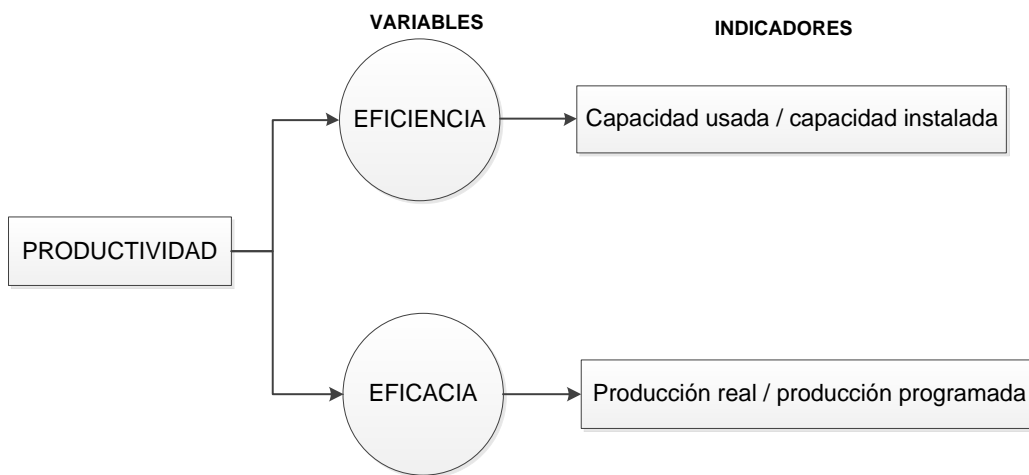 VARIABLES
INDICADORES
EFICIENCIA
Capacidad usada / capacidad instalada
PRODUCTIVIDAD
EFICACIA
Producción real / producción programada